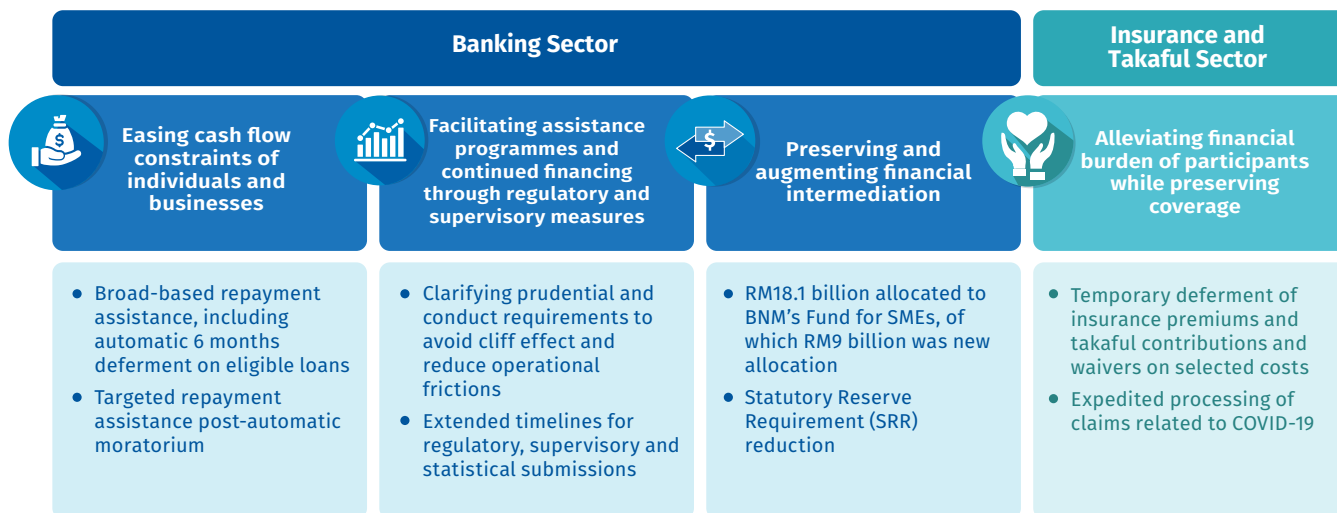 Banking Sector
Insurance and
Takaful Sector
$
Easing cash flow
constraints of
individuals and
businesses
Facilitating assistance
programmes and
continued financing
through regulatory and
supervisory measures
$
Preserving and
augmenting financial
intermediation
Alleviating financial
burden of participants
while preserving
coverage
• Broad-based repayment
assistance, including
automatic 6 months
deferment on eligible loans
• Targeted repayment
assistance post-automatic
moratorium
• Clarifying prudential and
conduct requirements to
avoid cliff effect and
reduce operational
frictions
• Extended timelines for
regulatory, supervisory and
statistical submissions
• RM18.1 billion allocated to
BNM’s Fund for SMEs, of
which RM9 billion was new
allocation
• Statutory Reserve
Requirement (SRR)
reduction
• Temporary deferment of
insurance premiums and
takaful contributions and
waivers on selected costs
• Expedited processing of
claims related to COVID-19